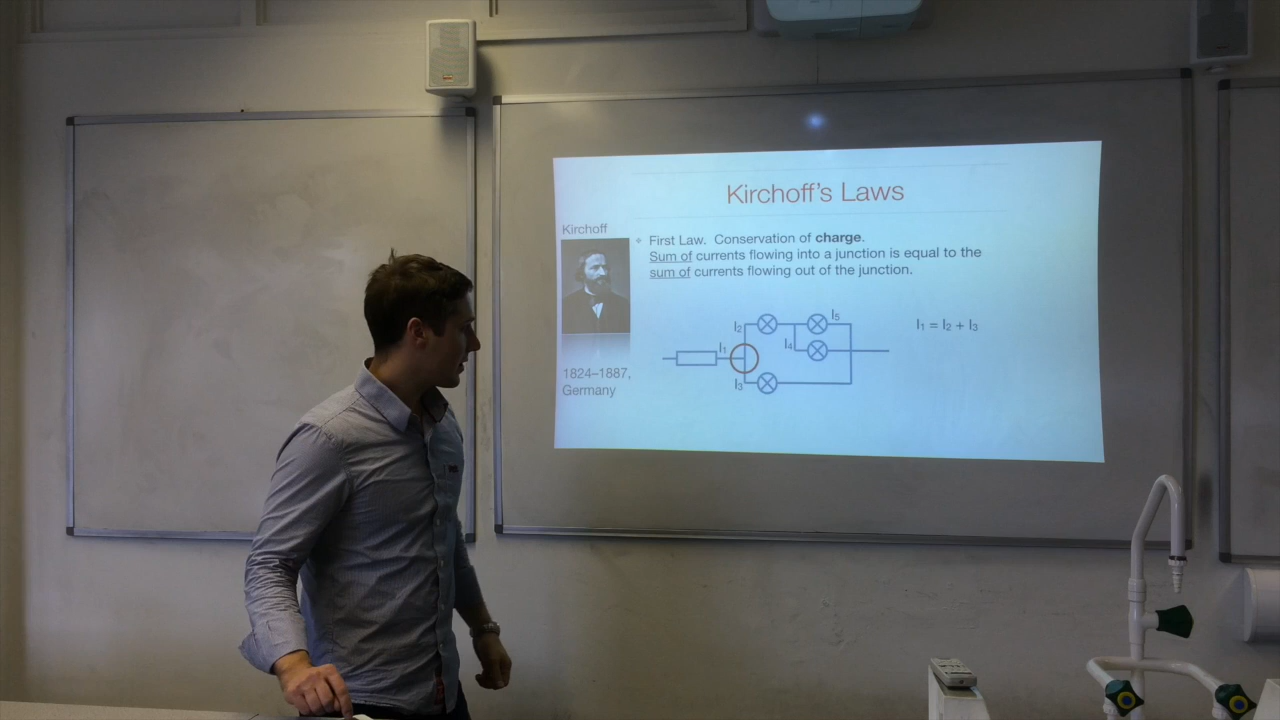 Kirchoff's Laws
Kirchoff
First Law. Conservation of charge.
Sum of currents flowing into a junction is equal to the
sum of currents flowing out of the junction.
I₂
I₅
I₁
I₄
I₃
I₁ = I₂ + I₃
1824–1887,
Germany